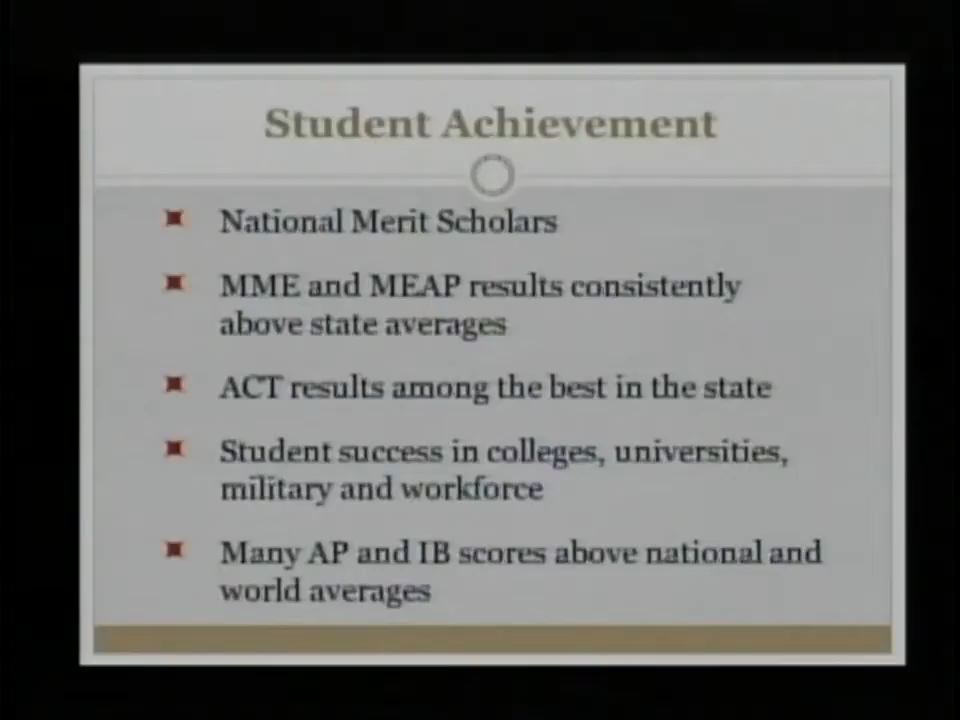 Student Achievement
National Merit Scholars
MME and MEAP results consistently
above state averages
ACT results among the best in the state
Student success in colleges, universities,
military and workforce
Many AP and IB scores above national and
world averages